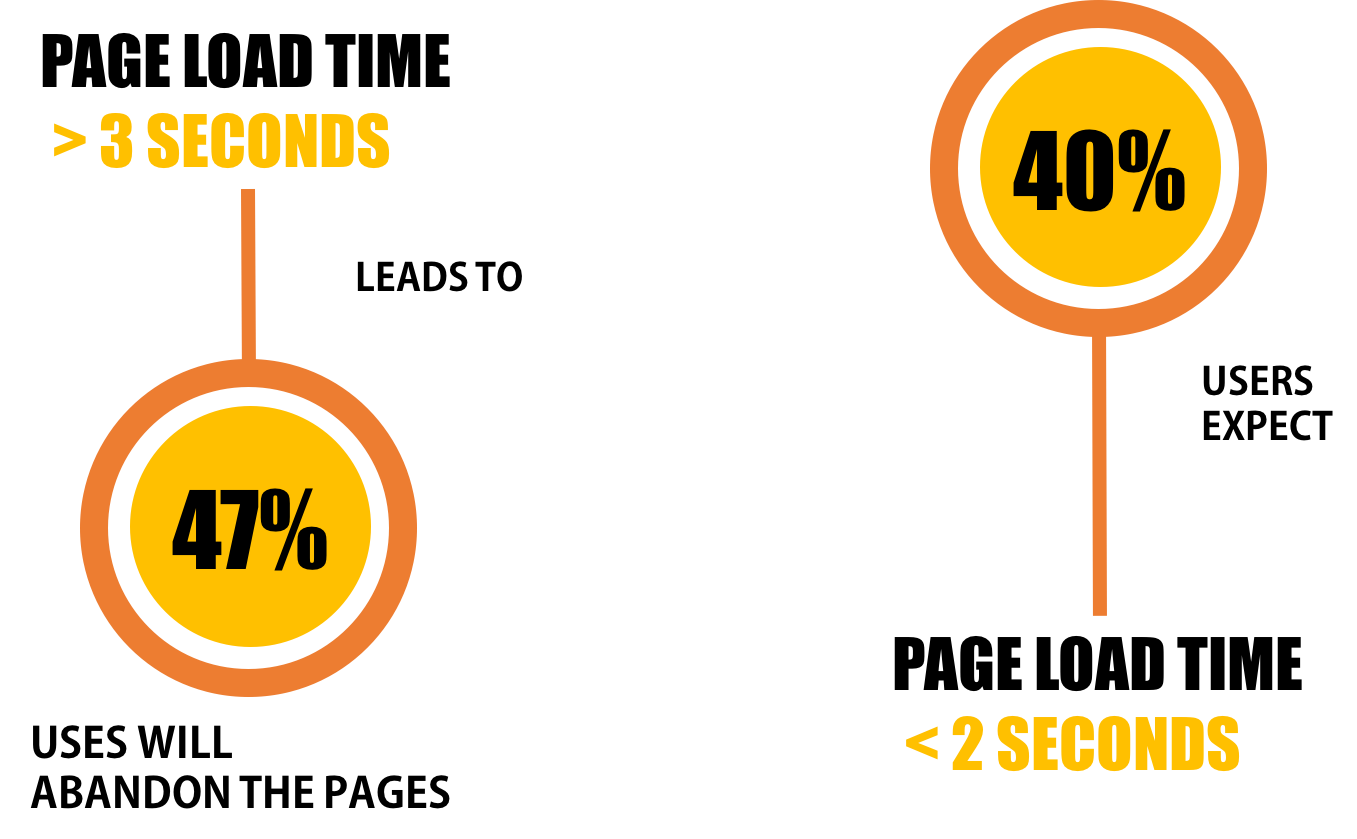 PAGE LOAD TIME
> 3 SECONDS
LEADS TO
47%
USES WILL
ABANDON THE PAGES
40%
USERS
EXPECT
PAGE LOAD TIME
< 2 SECONDS